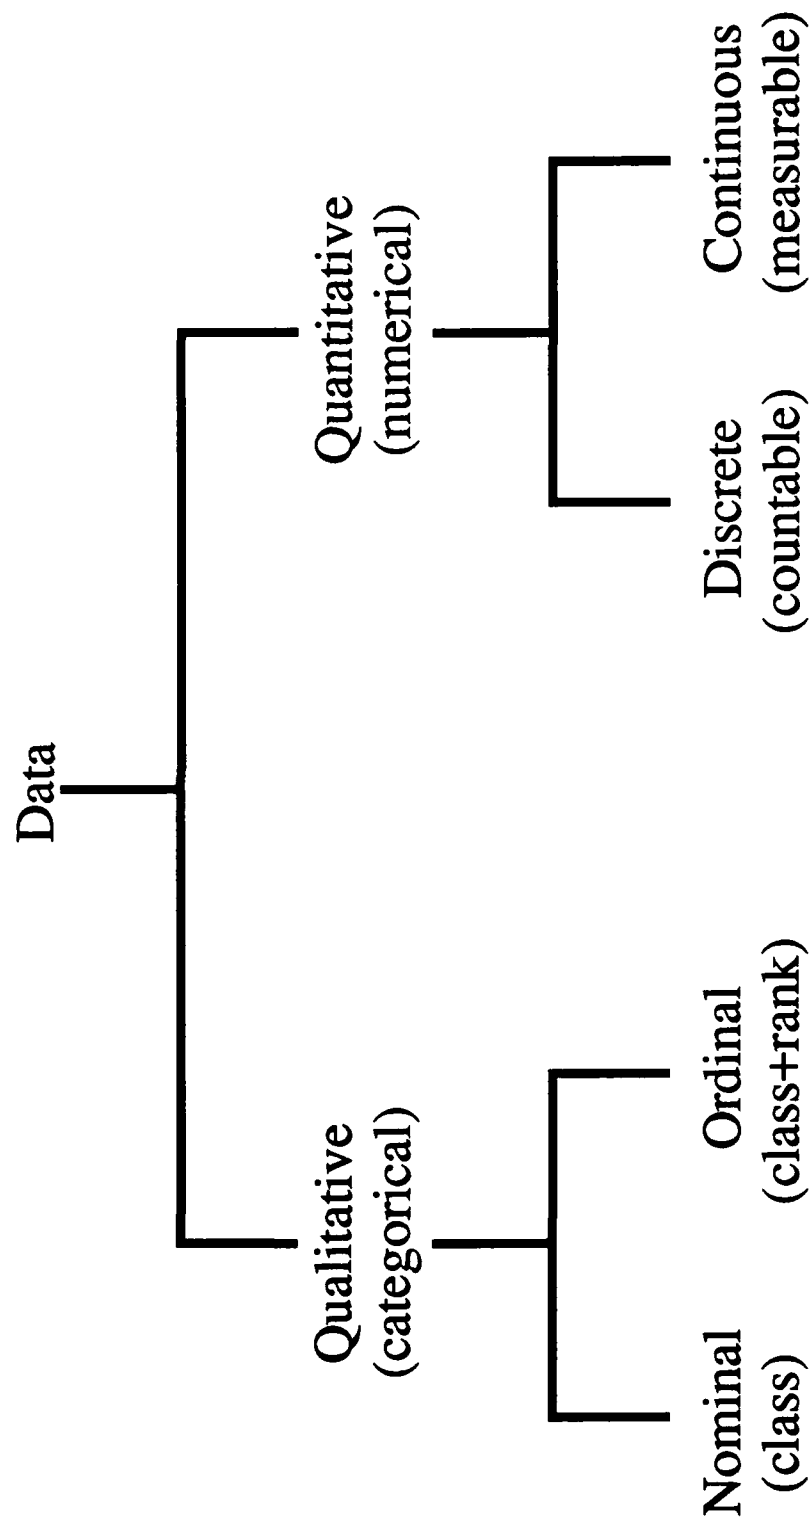 Data
Qualitative
(categorical)
Quantitative
(numerical)
Nominal
(class)
Ordinal
(class+rank)
Discrete
(countable)
Continuous
(measurable)